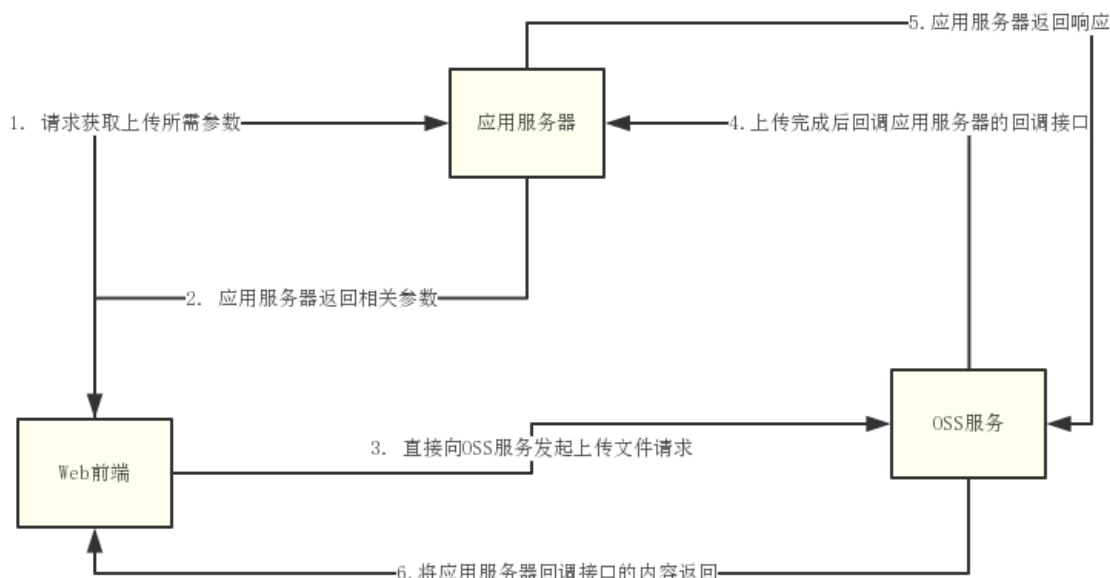 5.应用服务器返回响应
1. 请求获取上传所需参数
应用服务器
4.上传完成后回调应用服务器的回调接口
2. 应用服务器返回相关参数
OSS服务
3. 直接向OSS服务发起上传文件请求
Web前端
6.将应用服务器回调接口的内容返回